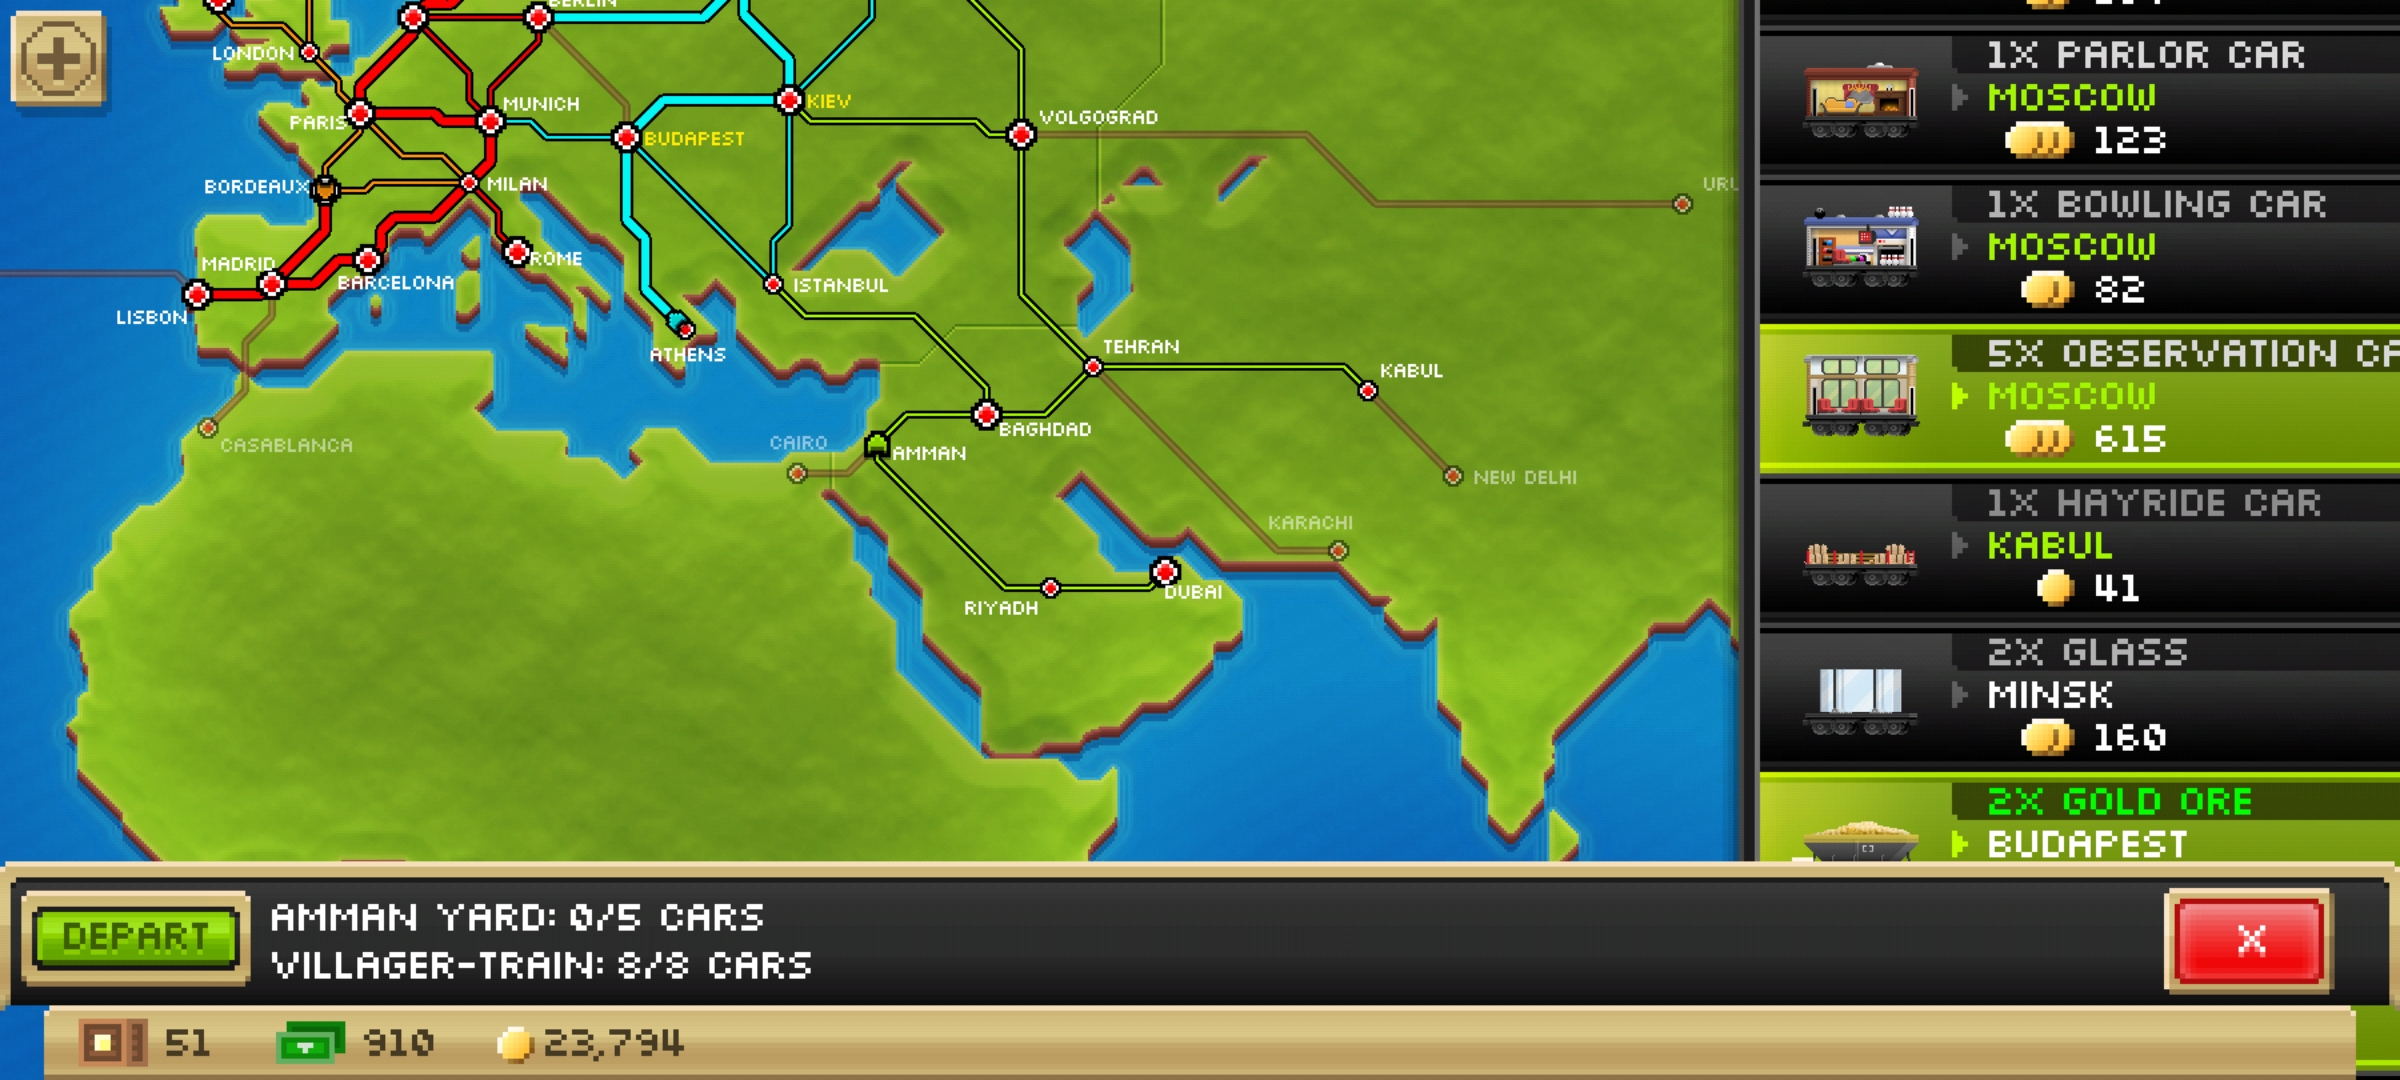 BERLIN
LONDON
MUNICH
PARIS
KIEV
BUDAPEST
VOLGOGRAD
BORDEAUX
MILAN
MADRID
ROME
BARCELONA
LISBON
ISTANBUL
ATHENS
TEHRAN
KABUL
CASABLANCA
CAIRO
BAGHDAD
AMMAN
NEW DELHI
KARACHI
RIYADH
DUBAI
1X PARLOR CAR
MOSCOW
123
1X BOWLING CAR
MOSCOW
82
5X OBSERVATION CA
MOSCOW
615
1X HAYRIDE CAR
KABUL
41
2X GLASS
MINSK
160
2X GOLD ORE
BUDAPEST
DEPART
AMMAN YARD: 0/5 CARS
VILLAGER-TRAIN: 8/8 CARS
X
51
910
23,794